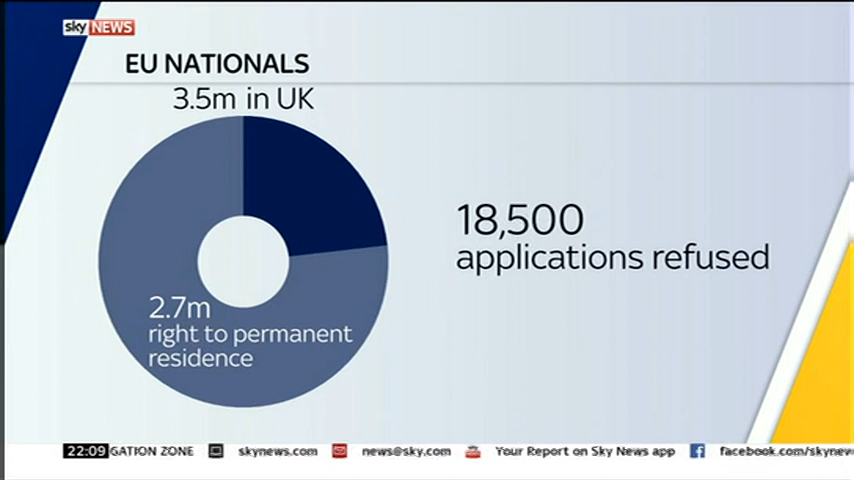 sky NEWS
EU NATIONALS
3.5m in UK
18,500
applications refused
2.7m
right to permanent
residence
22:09 GATION ZONE skynews.com news@sky.com Your Report on Sky News app facebook.com/skynew